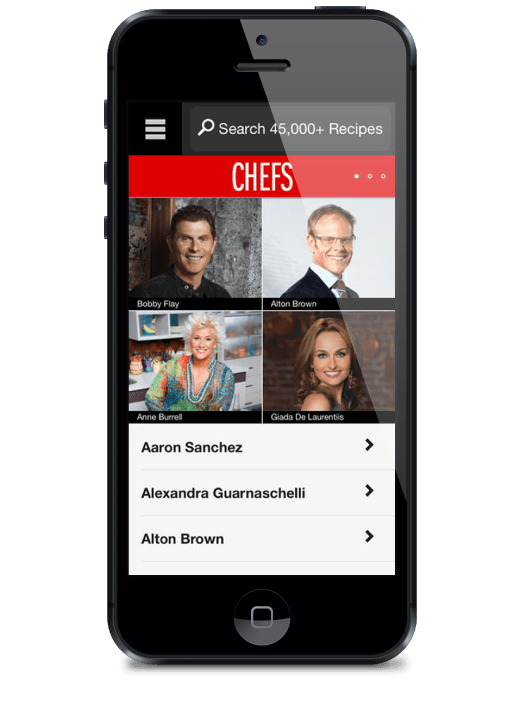 Search 45,000+ Recipes
CHEFS
Bobby Flay
Alton Brown
Anne Burrell
Giada De Laurentiis
Aaron Sanchez
Alexandra Guarnaschelli
Alton Brown